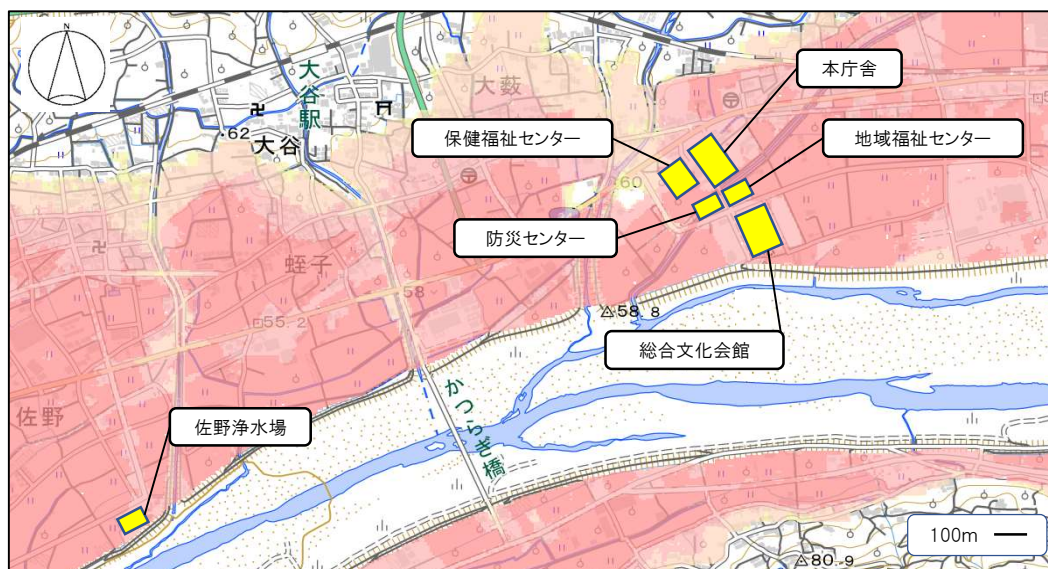 N
本庁舎
大薮
大谷駅
保健福祉センター
地域福祉センター
62
大谷
60
防災センター
蛭子
58
55.2
58.8
総合文化会館
佐野
佐野浄水場
かつらぎ橋
100m
80.9